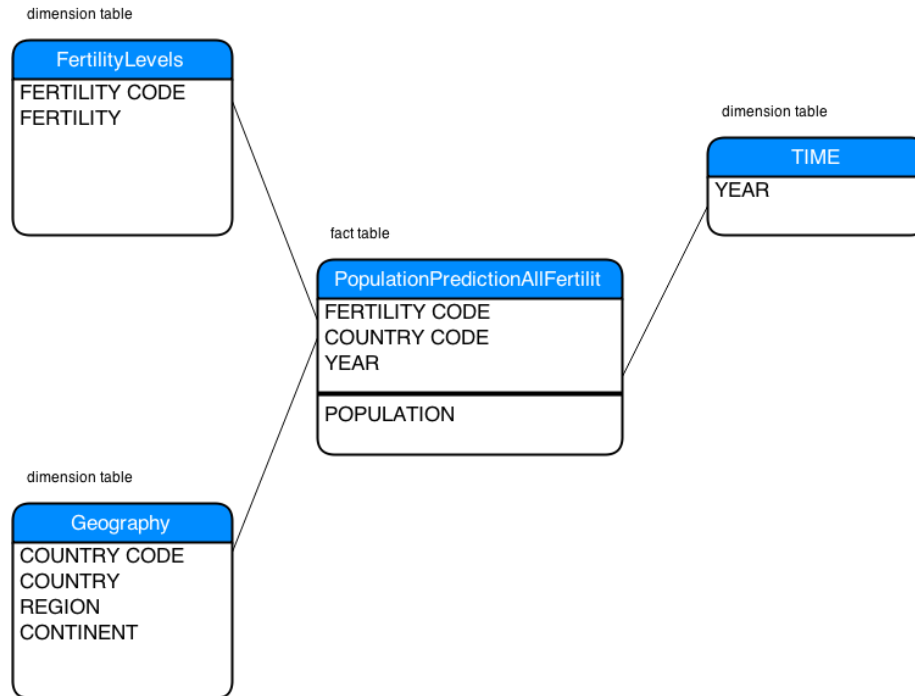 dimension table
FertilityLevels
FERTILITY CODE
FERTILITY
dimension table
TIME
YEAR
fact table
PopulationPredictionAllFertilit
FERTILITY CODE
COUNTRY CODE
YEAR
POPULATION
dimension table
Geography
COUNTRY CODE
COUNTRY
REGION
CONTINENT